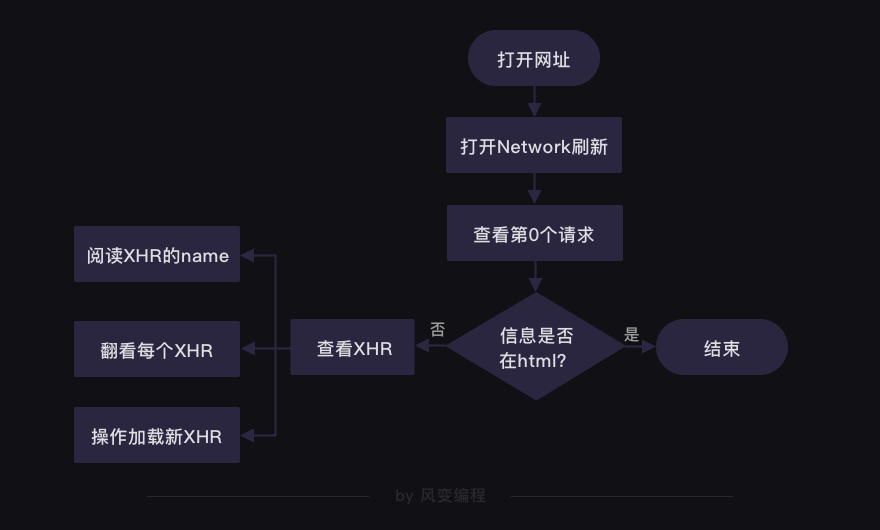 打开网址
打开Network刷新
查看第0个请求
信息是否
在html?
是
结束
否
查看XHR
阅读XHR的name
翻看每个XHR
操作加载新XHR
by 风变编程